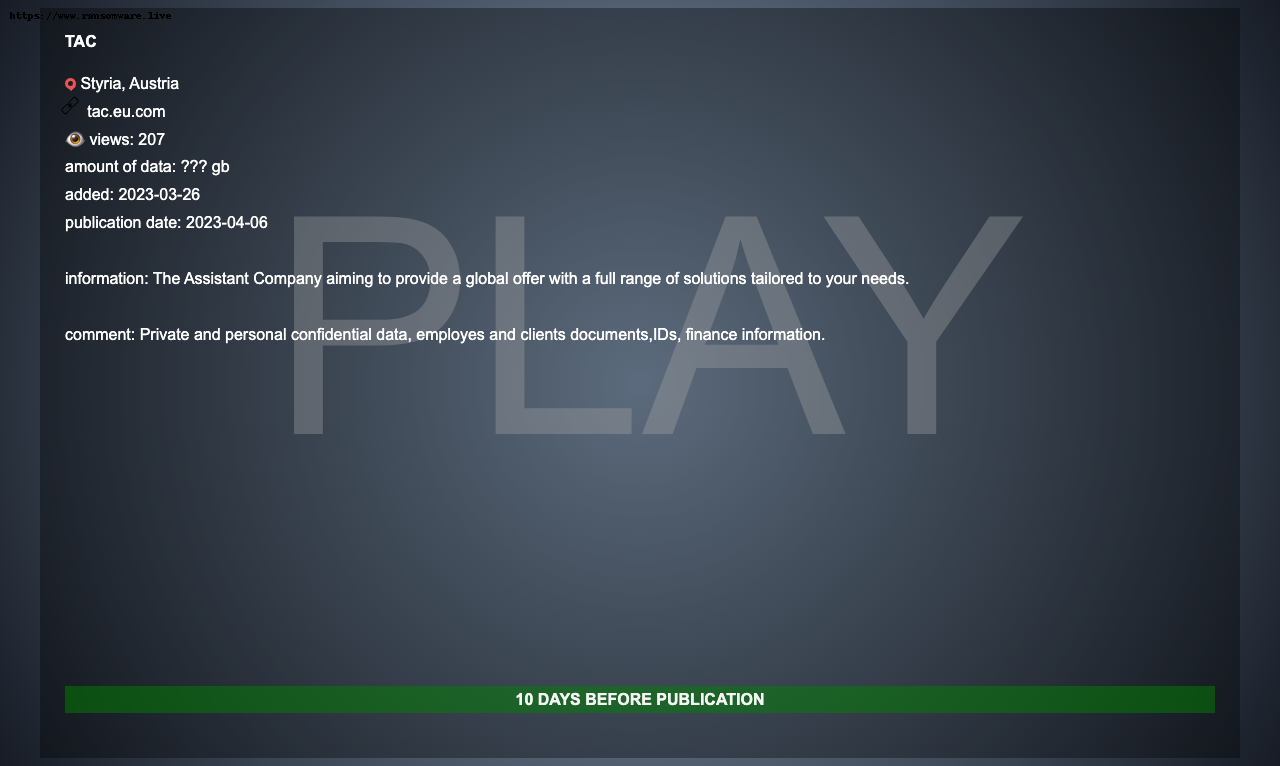 https://www.ransomware.live
TAC
Styria, Austria
tac.eu.com
views: 207
amount of data: ??? gb
added: 2023-03-26
publication date: 2023-04-06
information: The Assistant Company aiming to provide a global offer with a full range of solutions tailored to your needs.
comment: Private and personal confidential data, employes and clients documents,IDs, finance information.
PLAY
10 DAYS BEFORE PUBLICATION